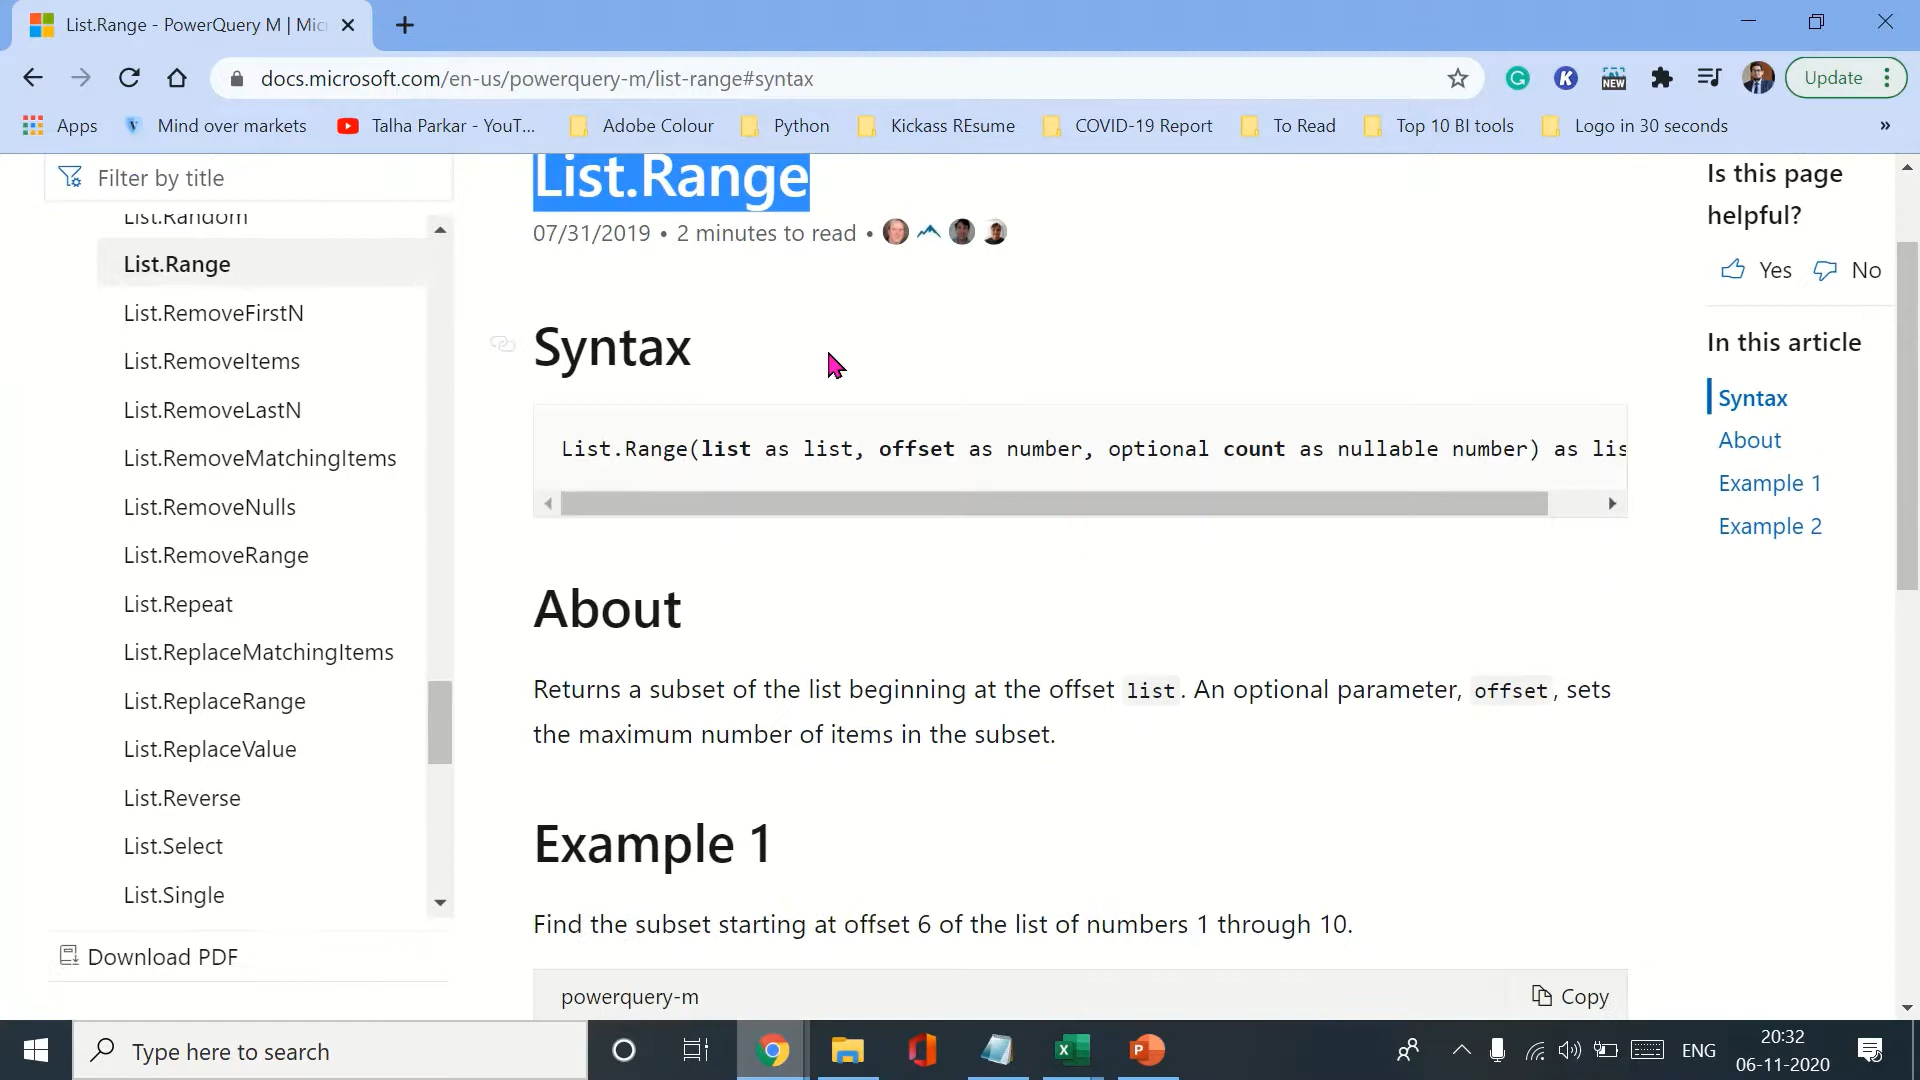 List.Range - PowerQuery M | Mic
docs.microsoft.com/en-us/powerquery-m/list-range#syntax
NEW
Update
Apps
Mind over markets
Talha Parkar - YouT...
Adobe Colour
Python
Kickass REsume
COVID-19 Report
To Read
Top 10 BI tools
Logo in 30 seconds
»
Filter by title
List.Random
List.Range
List.RemoveFirstN
List.RemoveItems
List.RemoveLastN
List.RemoveMatchingItems
List.RemoveNulls
List.RemoveRange
List.Repeat
List.ReplaceMatchingItems
List.ReplaceRange
List.ReplaceValue
List.Reverse
List.Select
List.Single
Download PDF
List.Range
07/31/2019 • 2 minutes to read •
Syntax
List.Range(list as list, offset as number, optional count as nullable number) as lis
About
Returns a subset of the list beginning at the offset list. An optional parameter, offset, sets
the maximum number of items in the subset.
Example 1
Find the subset starting at offset 6 of the list of numbers 1 through 10.
powerquery-m
Copy
Is this page
helpful?
Yes
No
In this article
Syntax
About
Example 1
Example 2
Type here to search
ENG
20:32
06-11-2020